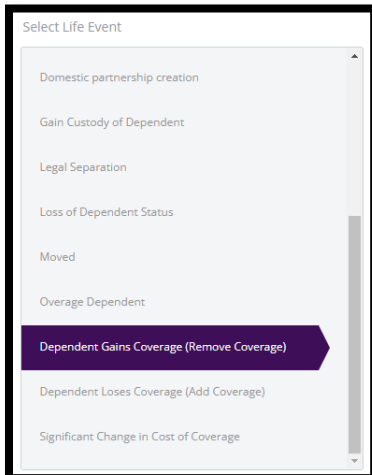 Select Life Event
Domestic partnership creation
Gain Custody of Dependent
Legal Separation
Loss of Dependent Status
Moved
Overage Dependent
Dependent Gains Coverage (Remove Coverage)
Dependent Loses Coverage (Add Coverage)
Significant Change in Cost of Coverage